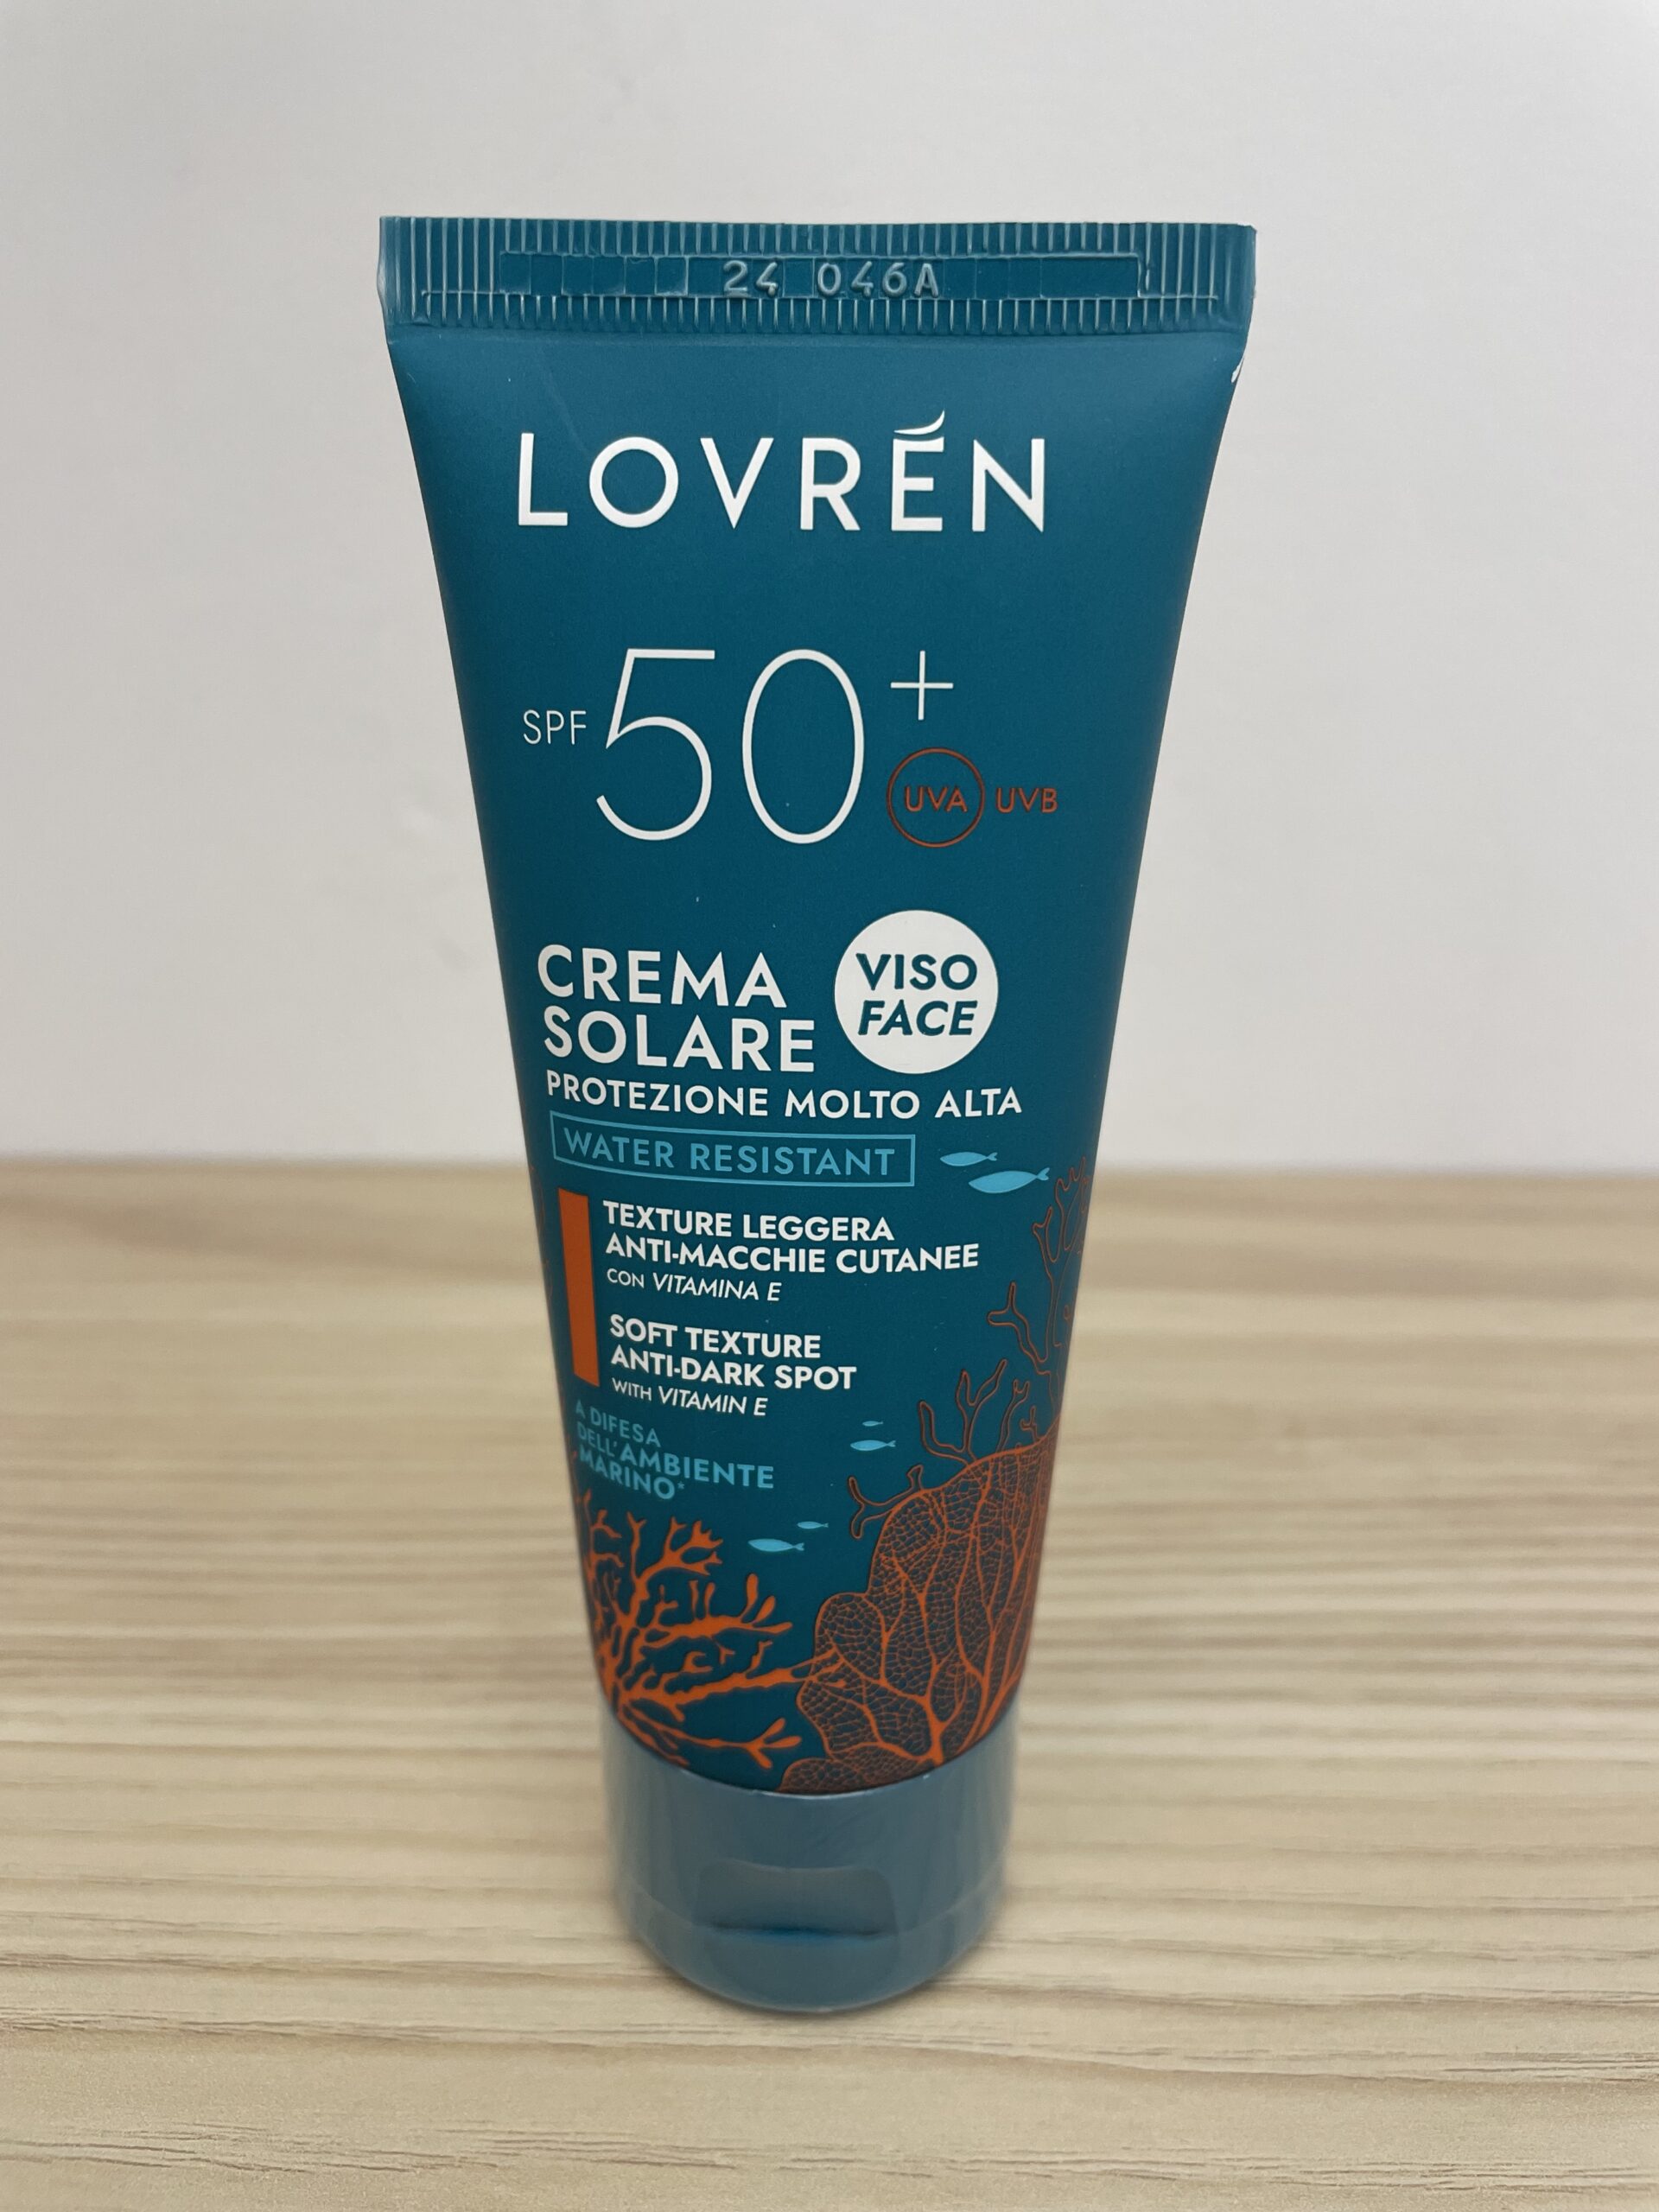 24 046A
LOVRÉN
SPF 50+
UVA UVB
CREMA
SOLARE
VISO
FACE
PROTEZIONE MOLTO ALTA
WATER RESISTANT
TEXTURE LEGGERA
ANTI-MACCHIE CUTANEE
CON VITAMINA E
SOFT TEXTURE
ANTI-DARK SPOT
WITH VITAMIN E
A DIFESA
DELL'AMBIENTE
MARINO*